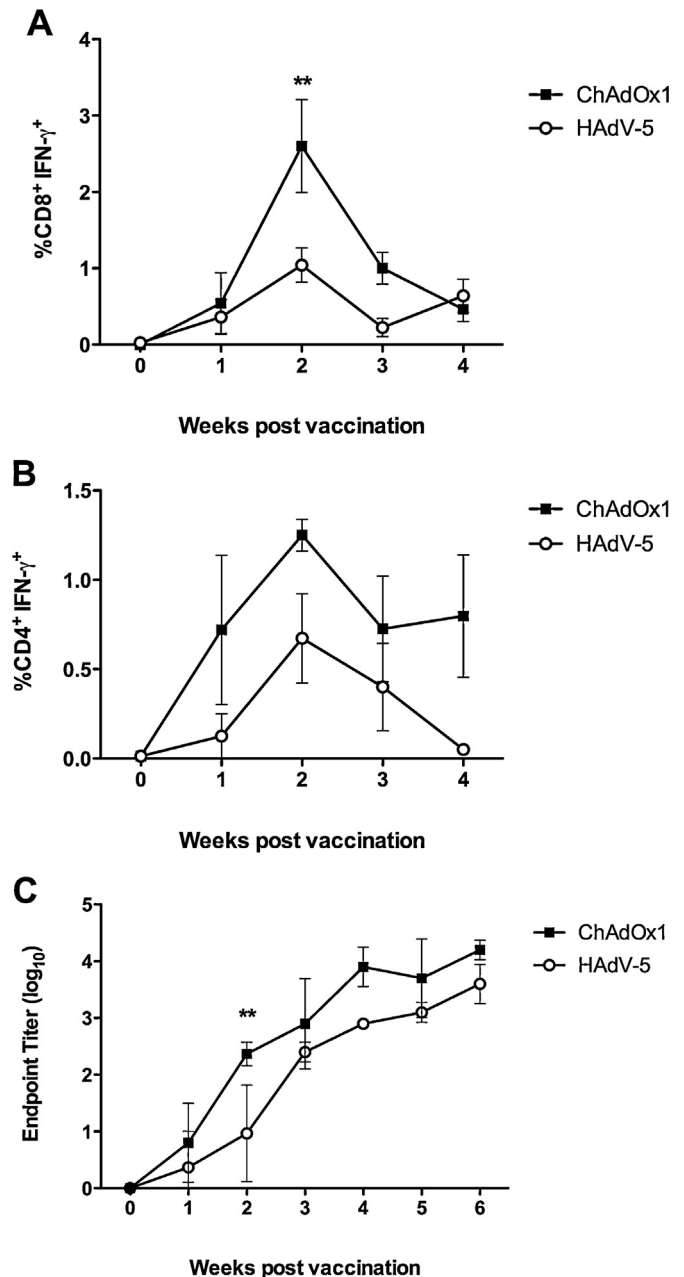 A
4
3
2
1
0
%CD8+ IFN-γ+
**
ChAdOx1
HAdV-5
0 1 2 3 4
Weeks post vaccination
B
1.5
1.0
0.5
0.0
%CD4+ IFN-γ+
ChAdOx1
HAdV-5
0 1 2 3 4
Weeks post vaccination
C
5
4
3
2
1
0
Endpoint Titer (log10)
**
ChAdOx1
HAdV-5
0 1 2 3 4 5 6
Weeks post vaccination